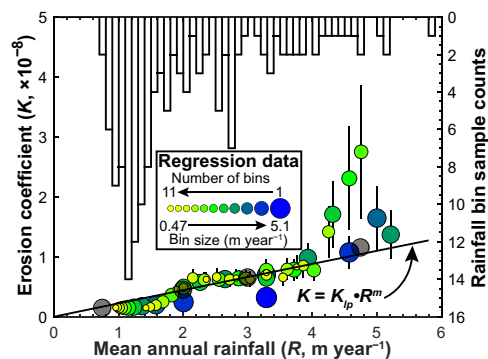 Erosion coefficient (K, ×10⁻⁸)
5
4
3
2
1
0
Regression data
Number of bins
11 1
0.47 5.1
Bin size (m year⁻¹)
K = Kₗₚ•Rᵐ
0
2
4
6
8
10
12
14
16
Rainfall bin sample counts
0 1 2 3 4 5 6
Mean annual rainfall (R, m year⁻¹)